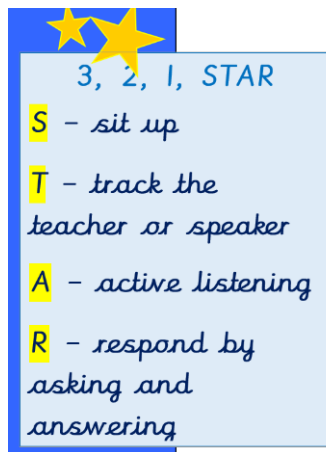 3, 2, 1, STAR
S - sit up
T - track the
teacher or speaker
A - active listening
R - respond by
asking and
answering